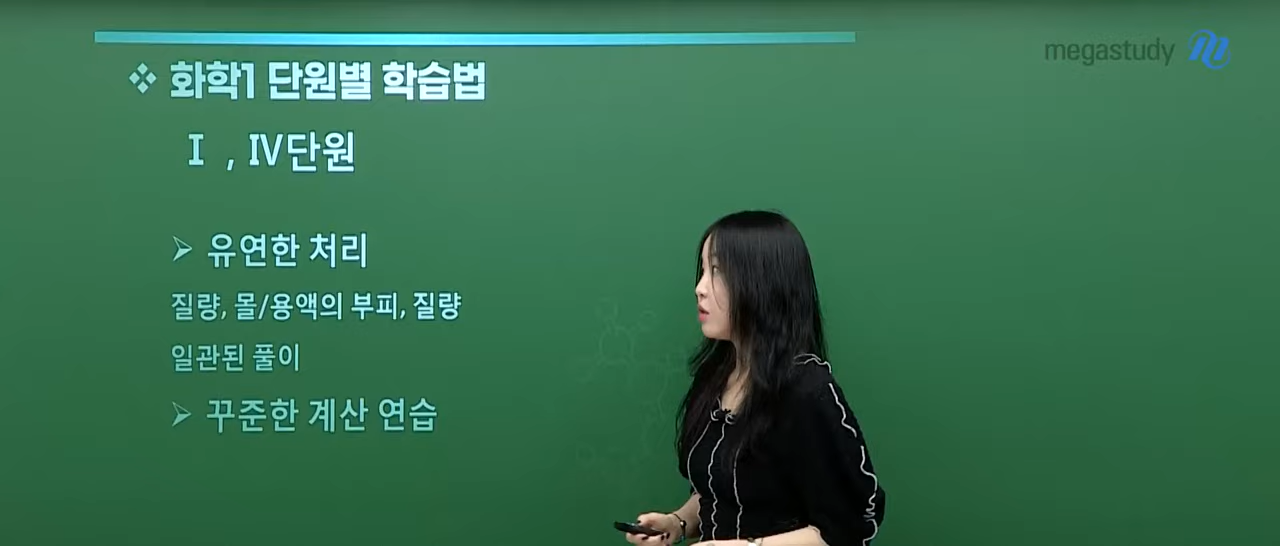 megastudy
화학1 단원별 학습법
Ⅰ , Ⅳ단원
유연한 처리
질량, 몰/용액의 부피, 질량
일관된 풀이
꾸준한 계산 연습